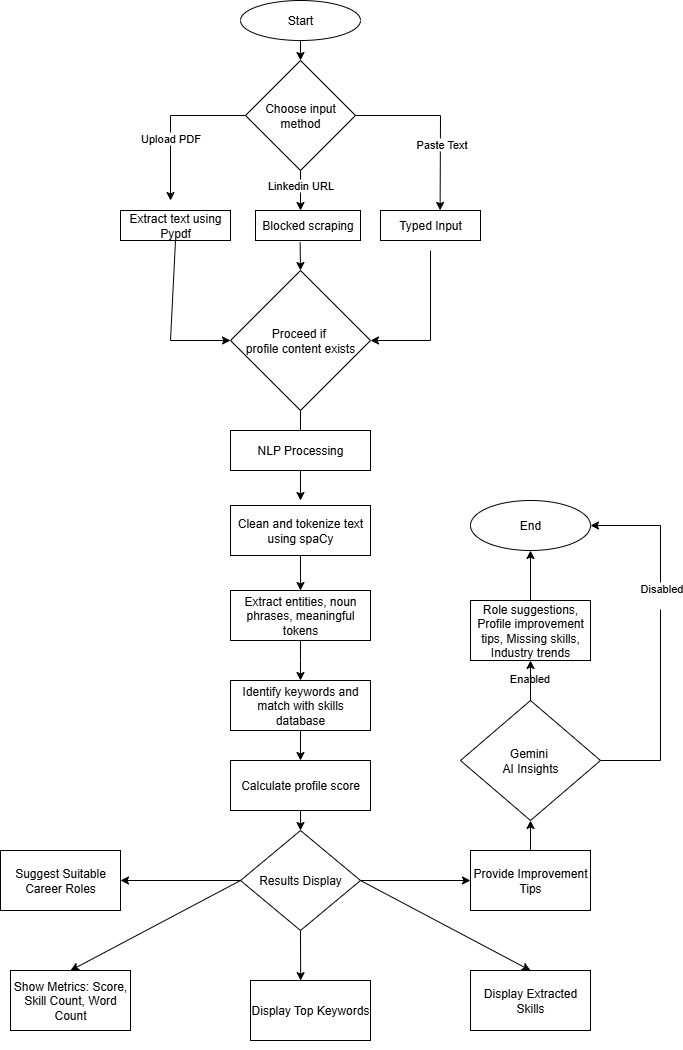 Start
Choose input
method
Upload PDF
Paste Text
Linkedin URL
Extract text using
Pypdf
Blocked scraping
Typed Input
Proceed if
profile content exists
NLP Processing
Clean and tokenize text
using spaCy
End
Disabled
Extract entities, noun
phrases, meaningful
tokens
Role suggestions,
Profile improvement
tips, Missing skills,
Industry trends
Enabled
Identify keywords and
match with skills
database
Gemini
AI Insights
Calculate profile score
Suggest Suitable
Career Roles
Results Display
Provide Improvement
Tips
Show Metrics: Score,
Skill Count, Word
Count
Display Top Keywords
Display Extracted
Skills